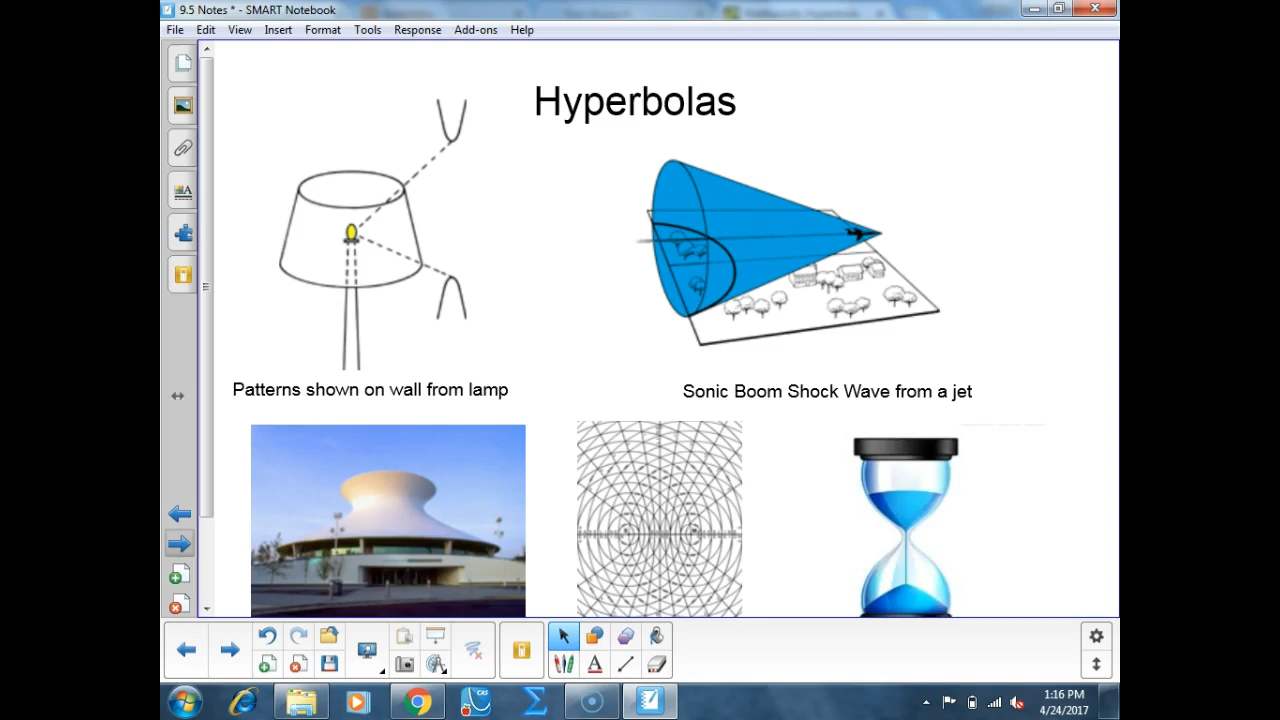 9.5 Notes * - SMART Notebook
File Edit View Insert Format Tools Response Add-ons Help
Hyperbolas
Patterns shown on wall from lamp
Sonic Boom Shock Wave from a jet
CAS
1:16 PM
4/24/2017